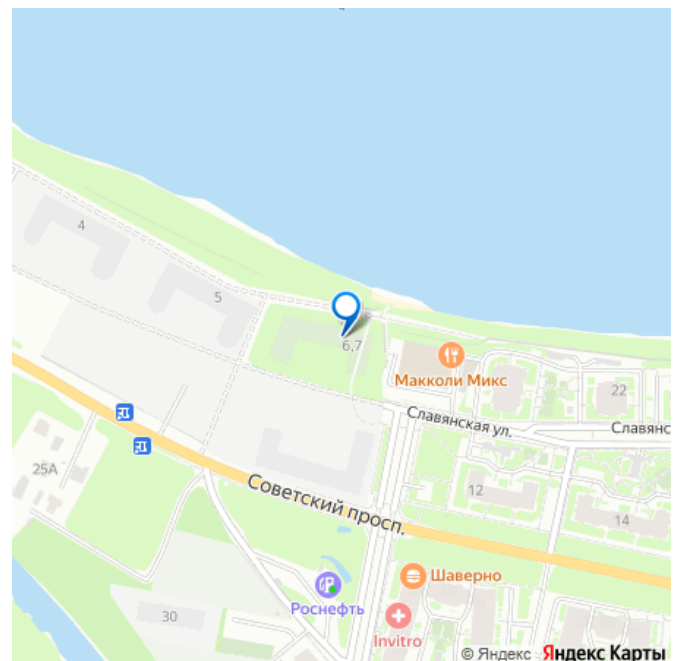 4
5
6,7
Макколи Микс
22
Славянская ул.
Славянс
25А
12
14
Советский просп.
Шаверно
Роснефть
30
Invitro
© Яндекс Яндекс Карты